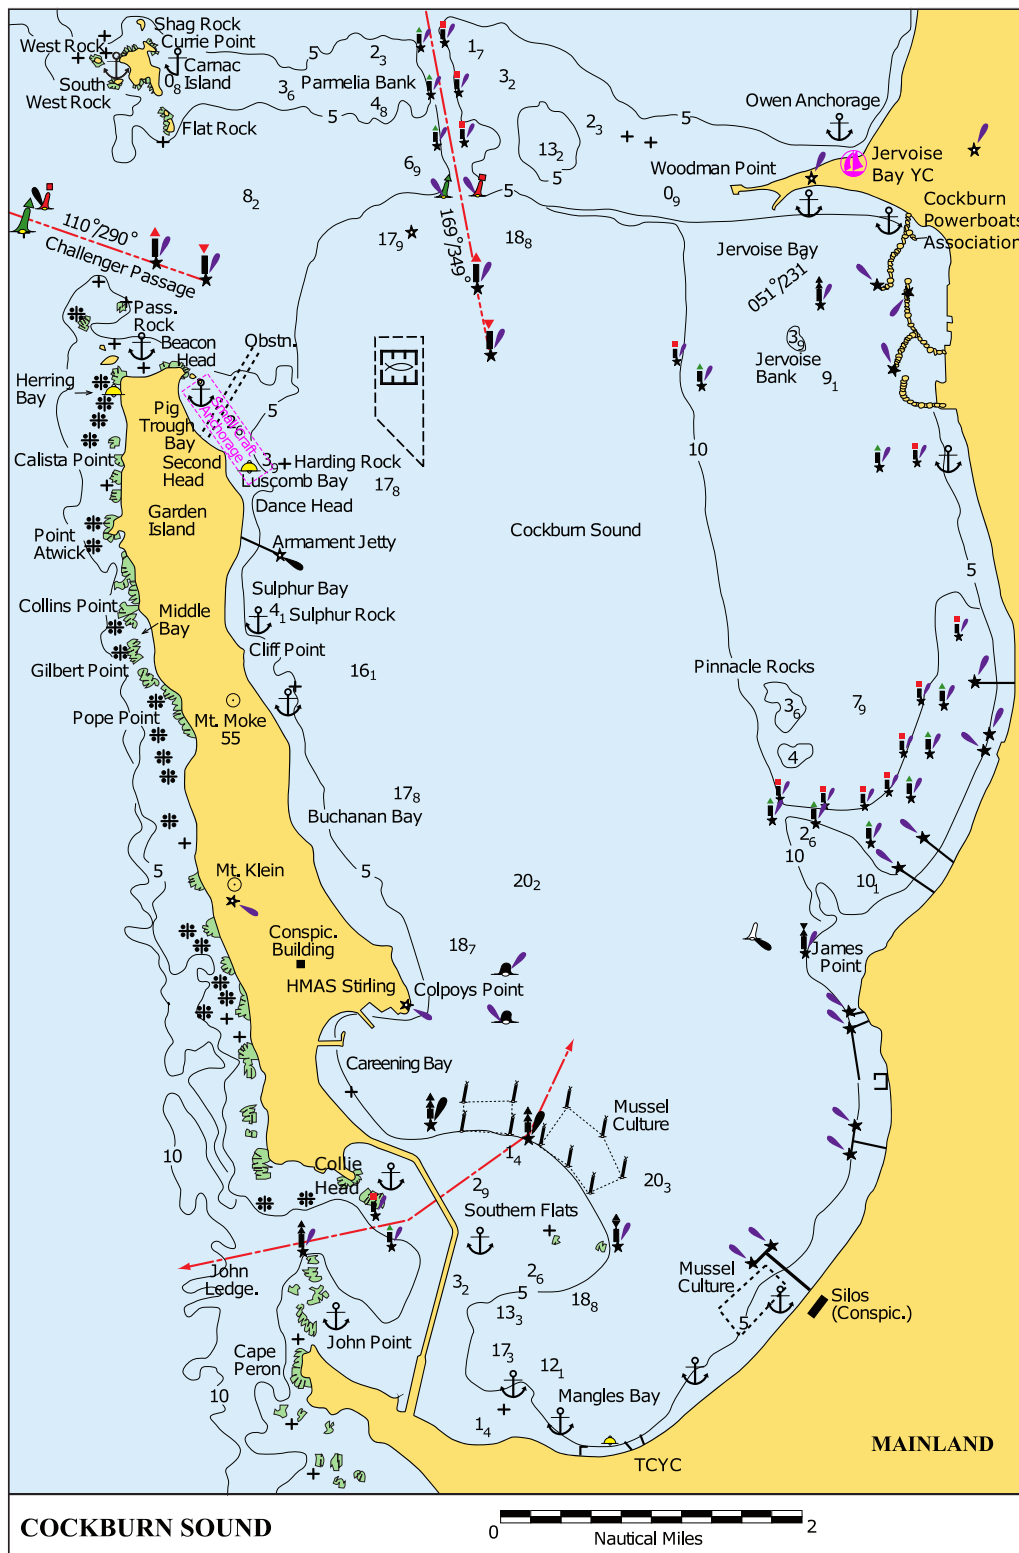 Shag Rock
West Rock
Currie Point
5
2₃
1₇
Carnac
Island
0₈
3₆
Parmelia Bank
3₂
South
West Rock
4₈
Owen Anchorage
Flat Rock
5
2₃
5
13₂
Woodman Point
Jervoise
Bay YC
6₉
5
8₂
5
0₉
Cockburn
Powerboats
Association
110°/290°
Challenger Passage
169°/349°
17₉
18₈
Jervoise Bay
051°/231°
Pass.
Rock
Beacon
Head
Obstn.
3₉
Jervoise
Bank
9₁
Herring
Bay
Pig
Trough
Bay
Small Craft
Anchorage
5
Calista Point
Second
Head
3₉
Harding Rock
Luscomb Bay
17₈
10
Dance Head
Garden
Island
Cockburn Sound
Point
Atwick
Armament Jetty
5
Sulphur Bay
Collins Point
Middle
Bay
4₁
Sulphur Rock
Cliff Point
Gilbert Point
16₁
Pinnacle Rocks
Pope Point
Mt. Moke
55
3₆
7₉
4
17₈
Buchanan Bay
2₆
10
5
Mt. Klein
5
20₂
10₁
Conspic.
Building
18₇
James
Point
HMAS Stirling
Colpoys Point
Careening Bay
Mussel
Culture
10
1₄
Collie
Head
2₉
20₃
Southern Flats
John
Ledge.
3₂
2₆
5
Mussel
Culture
13₃
18₈
5
Silos
(Conspic.)
John Point
Cape
Peron
17₃
12₁
10
Mangles Bay
1₄
MAINLAND
TCYC
COCKBURN SOUND
0
2
Nautical Miles